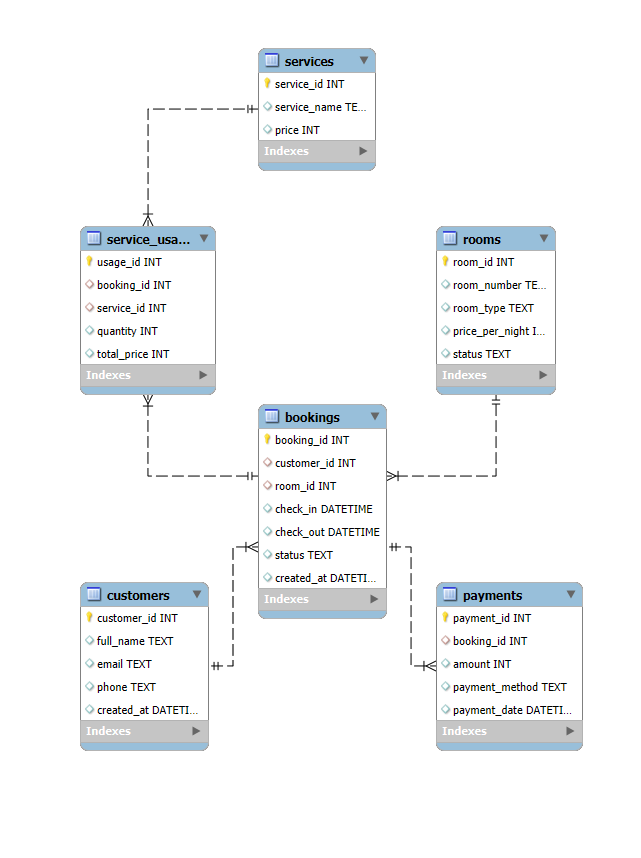 services
service_id INT
service_name TE...
price INT
Indexes
service_usa...
usage_id INT
booking_id INT
service_id INT
quantity INT
total_price INT
Indexes
rooms
room_id INT
room_number TE...
room_type TEXT
price_per_night I...
status TEXT
Indexes
bookings
booking_id INT
customer_id INT
room_id INT
check_in DATETIME
check_out DATETIME
status TEXT
created_at DATETI...
Indexes
customers
customer_id INT
full_name TEXT
email TEXT
phone TEXT
created_at DATETI...
Indexes
payments
payment_id INT
booking_id INT
amount INT
payment_method TEXT
payment_date DATETI...
Indexes